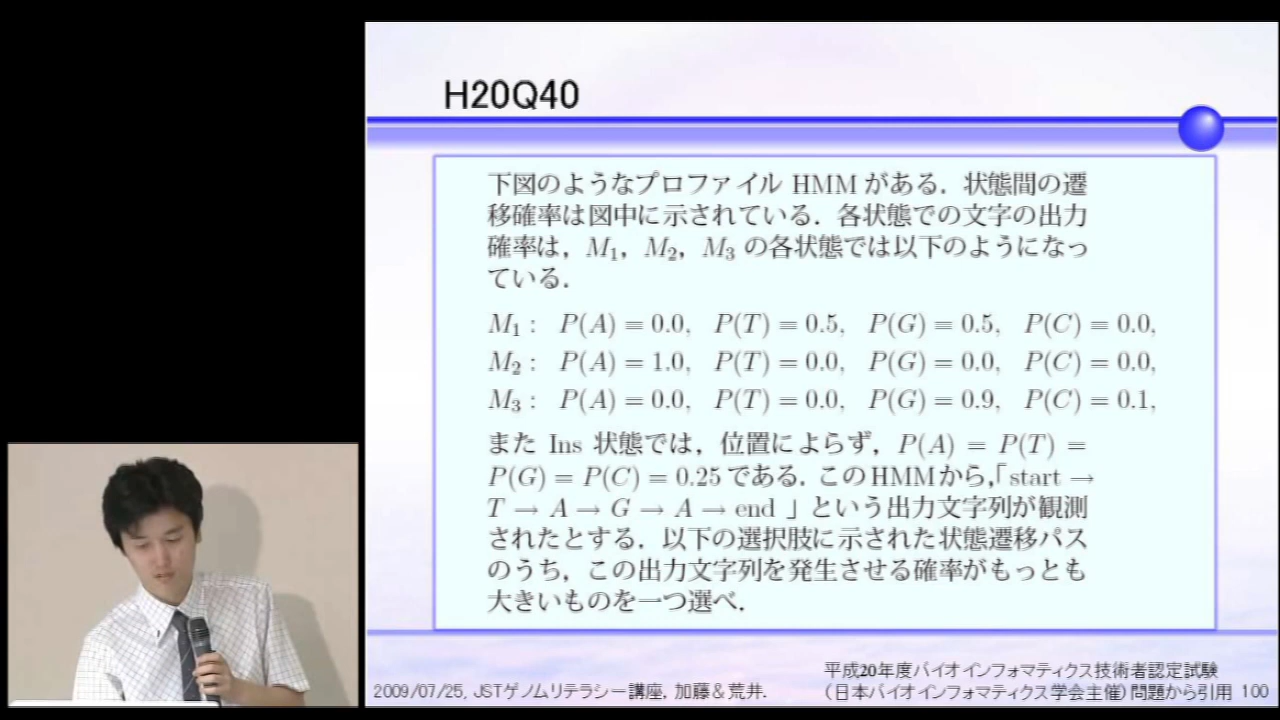 H20Q40
下図のようなプロファイル HMM がある．状態間の遷
移確率は図中に示されている．各状態での文字の出力
確率は，M₁，M₂，M₃ の各状態では以下のようになっ
ている．
M₁ : P(A) = 0.0, P(T) = 0.5, P(G) = 0.5, P(C) = 0.0,
M₂ : P(A) = 1.0, P(T) = 0.0, P(G) = 0.0, P(C) = 0.0,
M₃ : P(A) = 0.0, P(T) = 0.0, P(G) = 0.9, P(C) = 0.1,
また Ins 状態では，位置によらず，P(A) = P(T) =
P(G) = P(C) = 0.25 である．この HMM から，「start →
T → A → G → A → end 」という出力文字列が観測
されたとする．以下の選択肢に示された状態遷移パス
のうち，この出力文字列を発生させる確率がもっとも
大きいものを一つ選べ．
平成20年度バイオインフォマティクス技術者認定試験
2009/07/25, JSTゲノムリテラシー講座, 加藤＆荒井. （日本バイオインフォマティクス学会主催）問題から引用 100